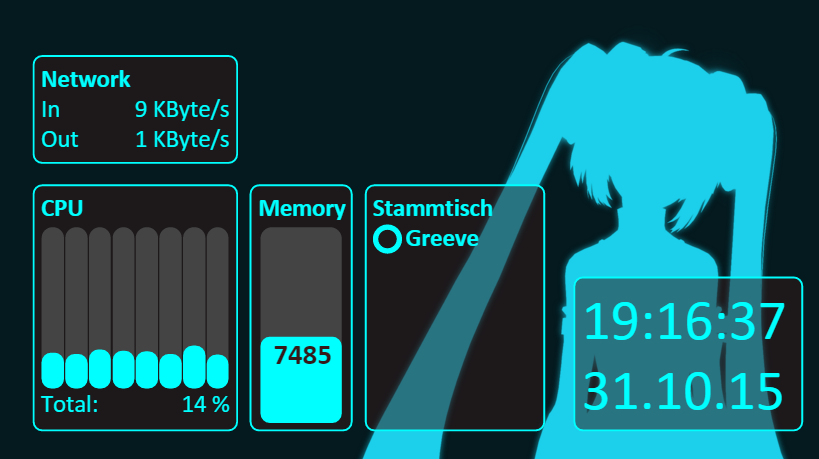 Network
In 9 KByte/s
Out 1 KByte/s
CPU
Total: 14 %
Memory
7485
Stammtisch
Greeve
19:16:37
31.10.15